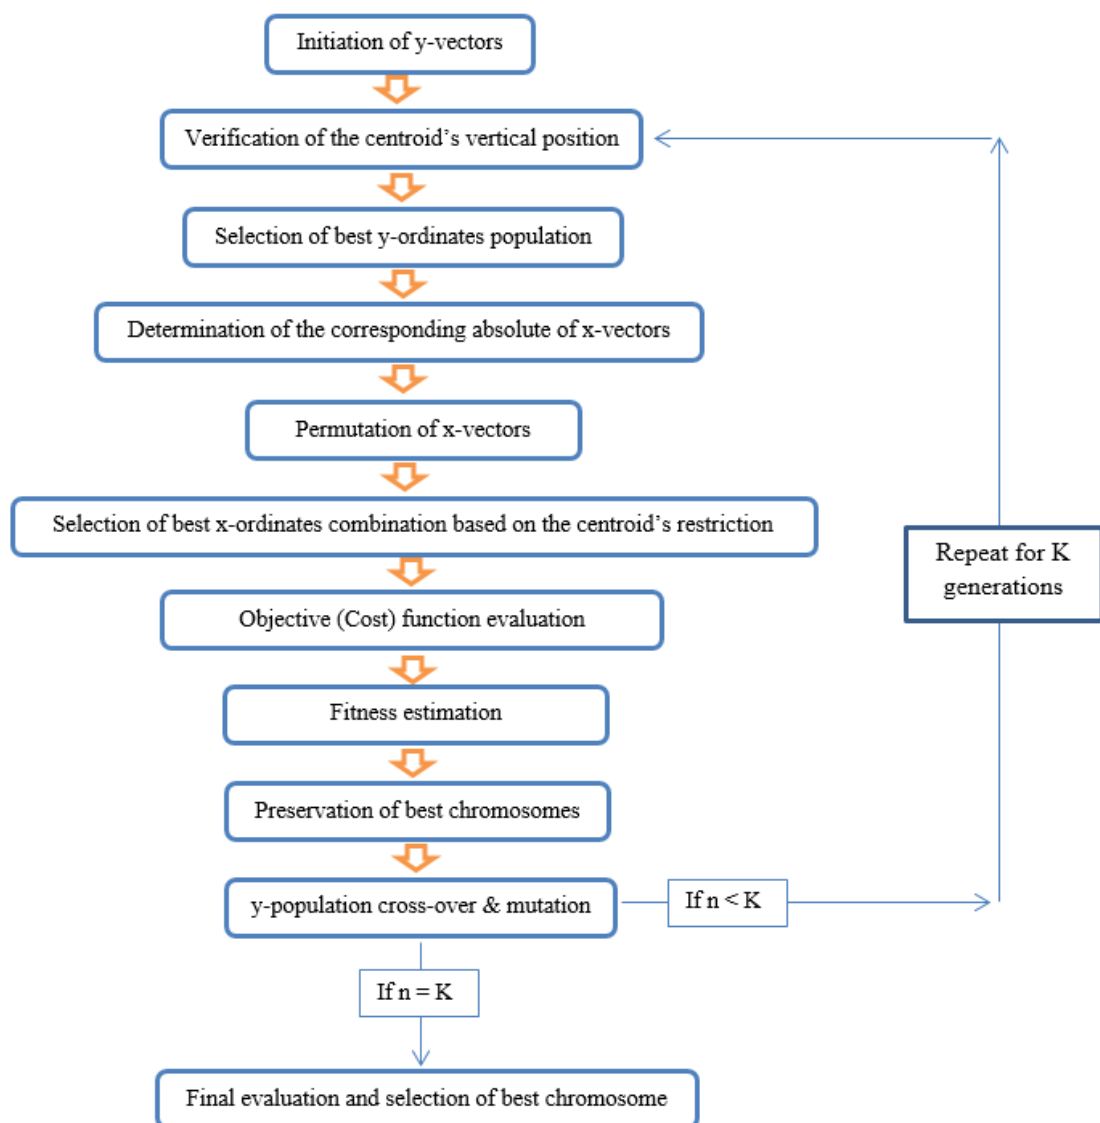 Initiation of y-vectors
Verification of the centroid’s vertical position
Selection of best y-ordinates population
Determination of the corresponding absolute of x-vectors
Permutation of x-vectors
Selection of best x-ordinates combination based on the centroid’s restriction
Repeat for K
generations
Objective (Cost) function evaluation
Fitness estimation
Preservation of best chromosomes
y-population cross-over & mutation
If n < K
If n = K
Final evaluation and selection of best chromosome